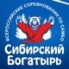 ВСЕРОССИЙСКИЕ СОРЕВНОВАНИЯ ПО САМБО
СИБИРСКИЙ
БОГАТЫРЬ